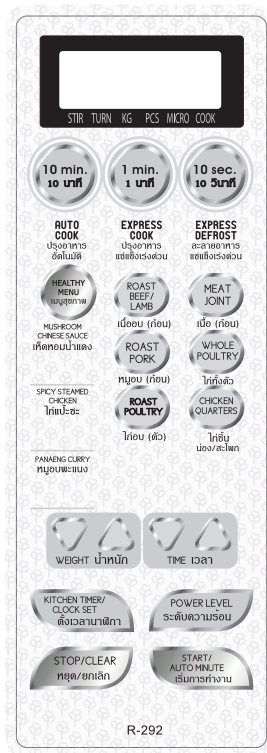 STIR TURN KG PCS MICRO COOK
10 min. 1 min. 10 sec.
10 นาที 1 นาที 10 วินาที
AUTO
COOK
ปรุงอาหาร
อัตโนมัติ
EXPRESS
COOK
ปรุงอาหาร
แช่แข็งเร่งด่วน
EXPRESS
DEFROST
ละลายอาหาร
แช่แข็งเร่งด่วน
HEALTHY
MENU
เมนูสุขภาพ
ROAST
BEEF/
LAMB
เนื้ออบ (ก้อน)
MEAT
JOINT
เนื้อ (ก้อน)
MUSHROOM
CHINESE SAUCE
เห็ดหอมน้ำแดง
ROAST
PORK
หมูอบ (ก้อน)
WHOLE
POULTRY
ไก่ทั้งตัว
SPICY STEAMED
CHICKEN
ไก่แป๊ะซะ
ROAST
POULTRY
ไก่อบ (ตัว)
CHICKEN
QUARTERS
ไก่ชิ้น
น่อง/สะโพก
PANAENG CURRY
หมูอบพะแนง
WEIGHT น้ำหนัก
TIME เวลา
KITCHEN TIMER/
CLOCK SET
ตั้งเวลานาฬิกา
POWER LEVEL
ระดับความร้อน
STOP/CLEAR
หยุด/ยกเลิก
START/
AUTO MINUTE
เริ่มการทำงาน
R-292